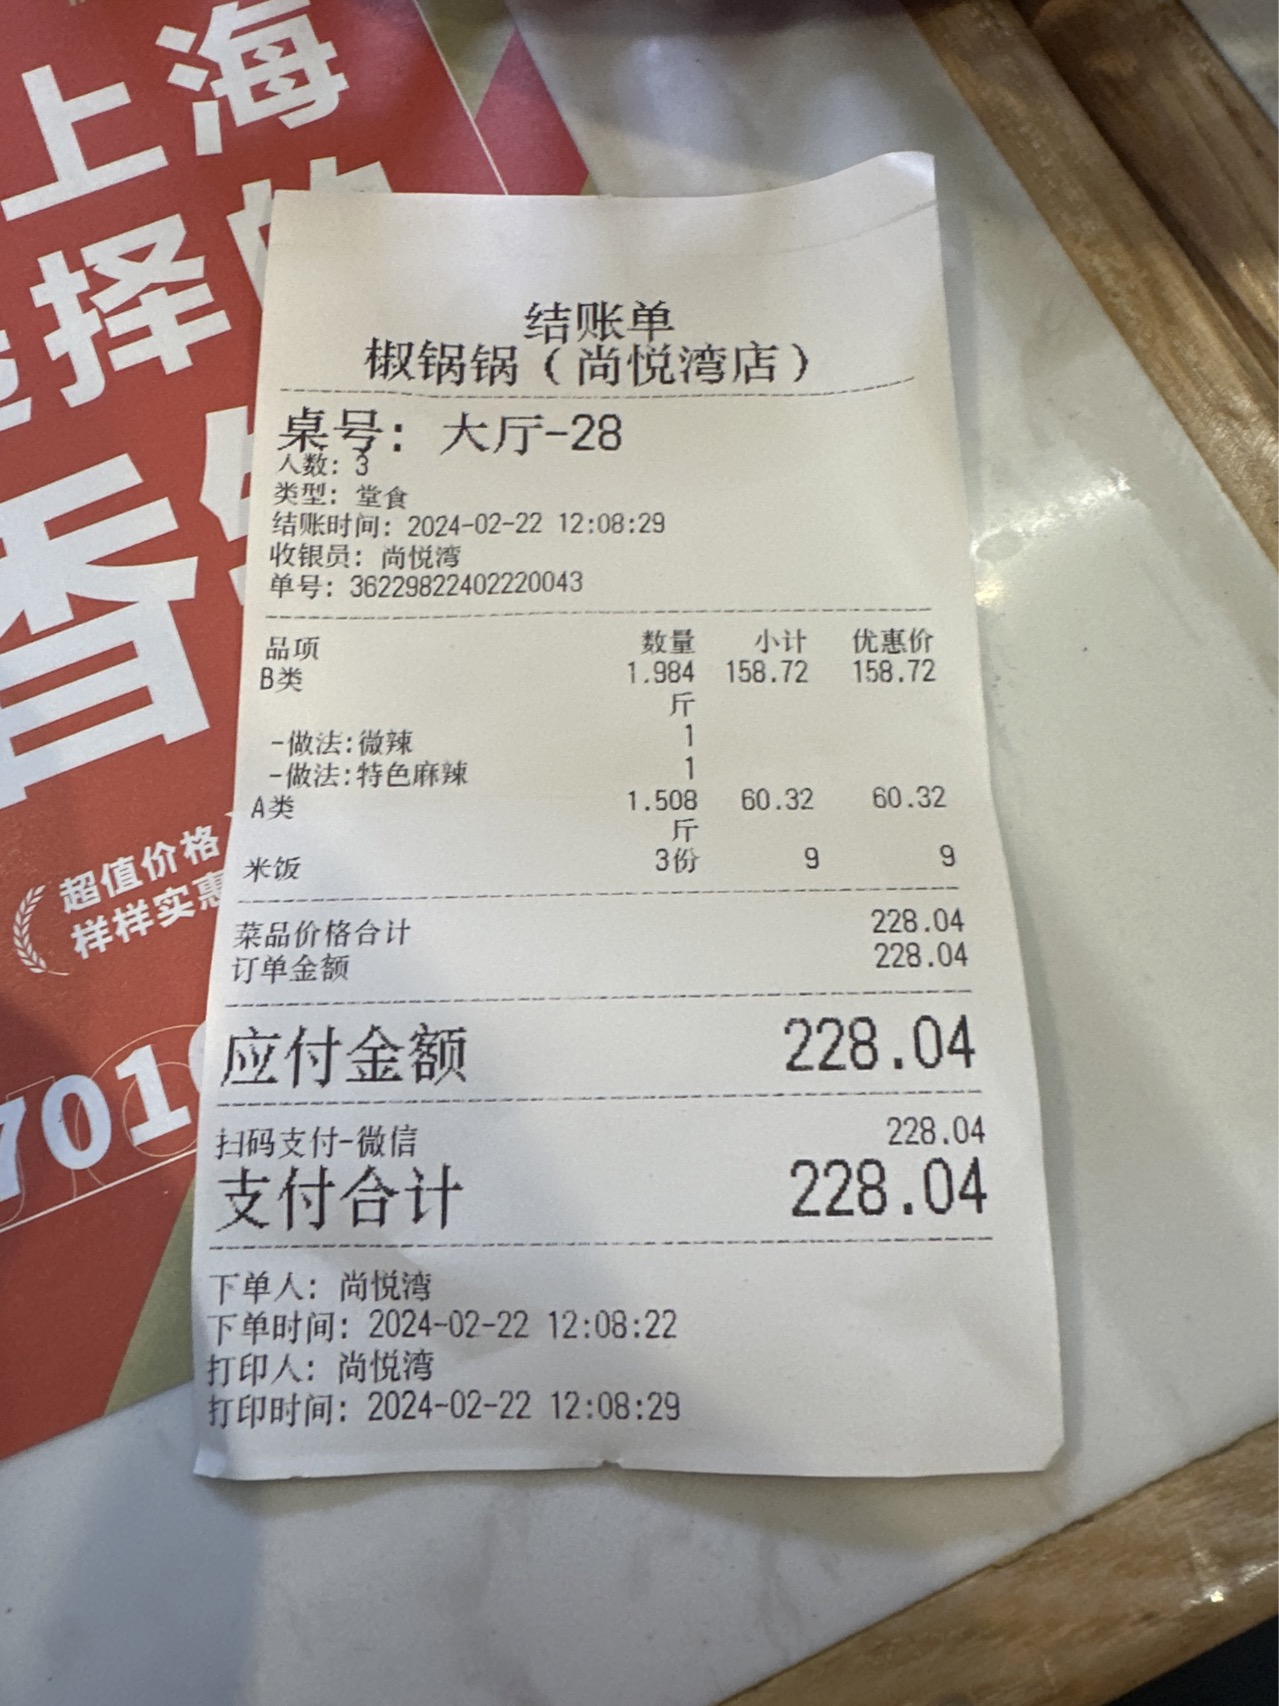 上海
择
香
超值价格
样样实惠
701
结账单
椒锅锅（尚悦湾店）
桌号：大厅-28
人数：3
类型：堂食
结账时间：2024-02-22 12:08:29
收银员：尚悦湾
单号：36229822402220043
品项 数量 小计 优惠价
B类 1.984 158.72 158.72
斤
-做法:微辣 1
-做法:特色麻辣 1
A类 1.508 60.32 60.32
斤
米饭 3份 9 9
菜品价格合计 228.04
订单金额 228.04
应付金额 228.04
扫码支付-微信 228.04
支付合计 228.04
下单人：尚悦湾
下单时间：2024-02-22 12:08:22
打印人：尚悦湾
打印时间：2024-02-22 12:08:29